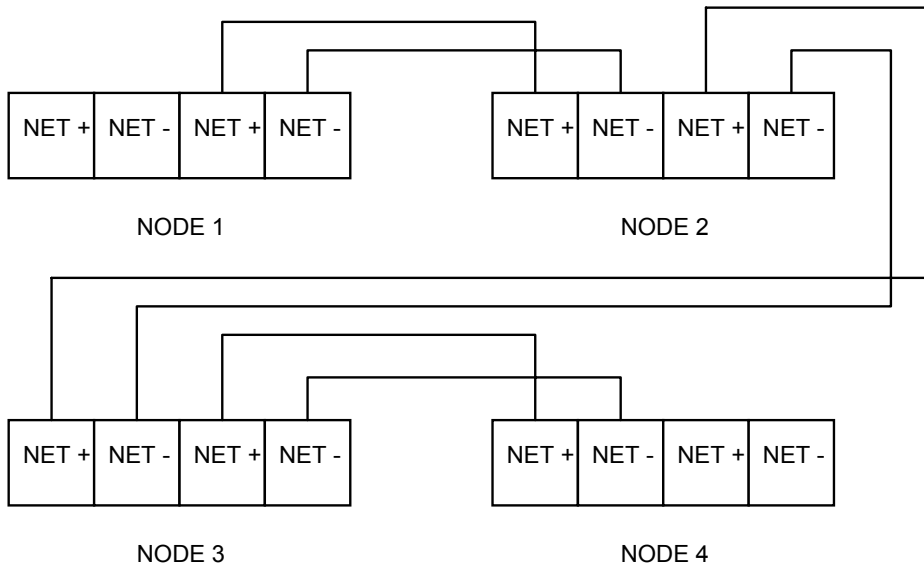 NET + NET - NET + NET - NET + NET - NET + NET -
NODE 1 NODE 2
NET + NET - NET + NET - NET + NET - NET + NET -
NODE 3 NODE 4